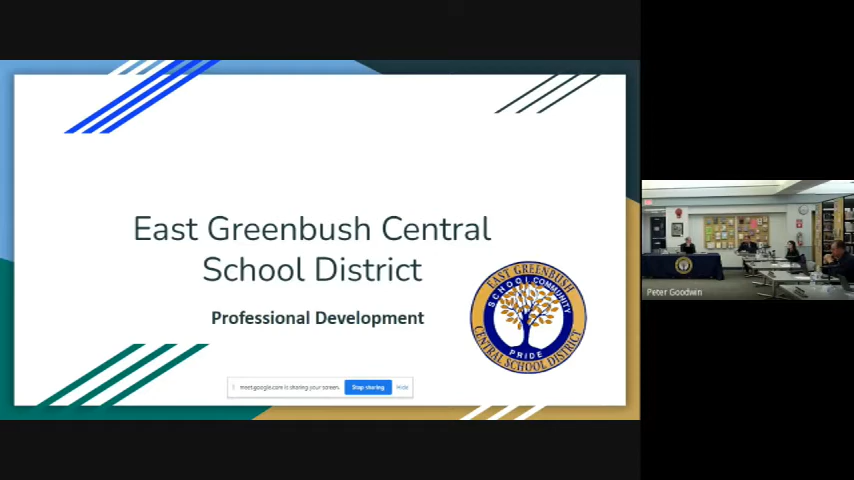 East Greenbush Central
School District
Professional Development
EAST GREENBUSH
SCHOOL COMMUNITY
PRIDE
CENTRAL SCHOOL DISTRICT
meet.google.com is sharing your screen.
Stop sharing
Hide
Peter Goodwin